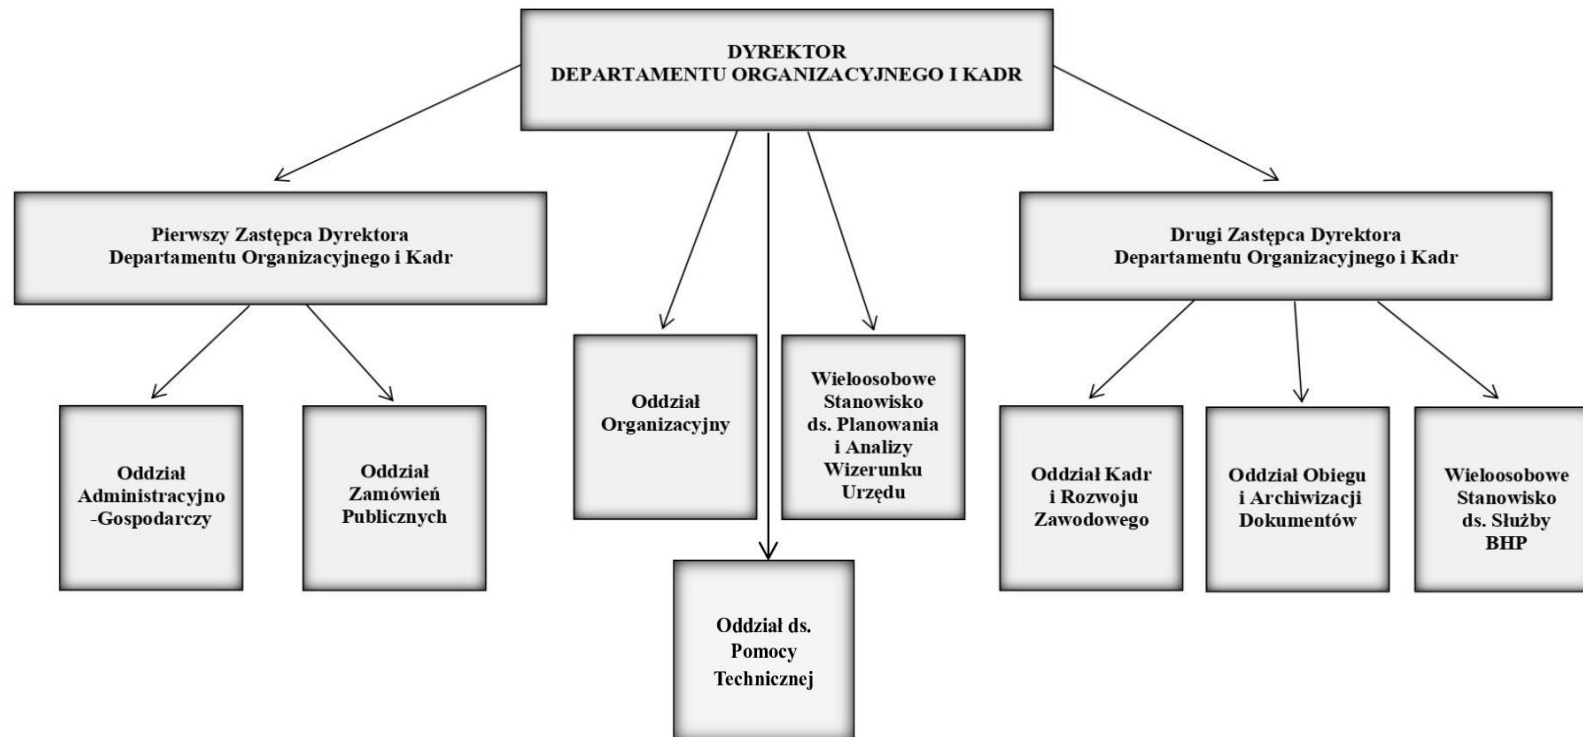 DYREKTOR
DEPARTAMENTU ORGANIZACYJNEGO I KADR
Pierwszy Zastępca Dyrektora
Departamentu Organizacyjnego i Kadr
Drugi Zastępca Dyrektora
Departamentu Organizacyjnego i Kadr
Oddział
Administracyjno
-Gospodarczy
Oddział
Zamówień
Publicznych
Oddział
Organizacyjny
Wieloosobowe
Stanowisko
ds. Planowania
i Analizy
Wizerunku
Urzędu
Oddział ds.
Pomocy
Technicznej
Oddział Kadr
i Rozwoju
Zawodowego
Oddział Obiegu
i Archiwizacji
Dokumentów
Wieloosobowe
Stanowisko
ds. Służby
BHP